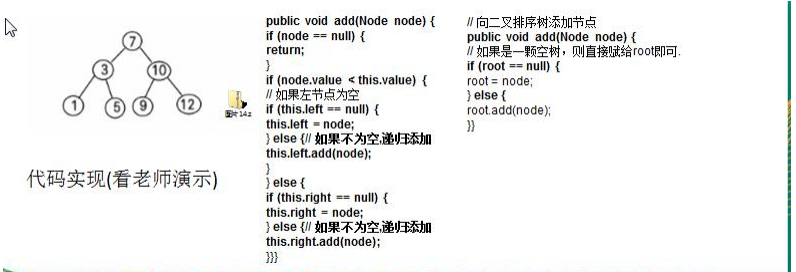 7
3
10
1
5
9
12
代码实现(看老师演示)
public void add(Node node) {
if (node == null) {
return;
}
if (node.value < this.value) {
// 如果左节点为空
if (this.left == null) {
this.left = node;
} else {// 如果不为空,递归添加
this.left.add(node);
}
} else {
if (this.right == null) {
this.right = node;
} else {// 如果不为空,递归添加
this.right.add(node);
}}}
// 向二叉排序树添加节点
public void add(Node node) {
// 如果是一颗空树，则直接赋给root即可.
if (root == null) {
root = node;
} else {
root.add(node);
}}